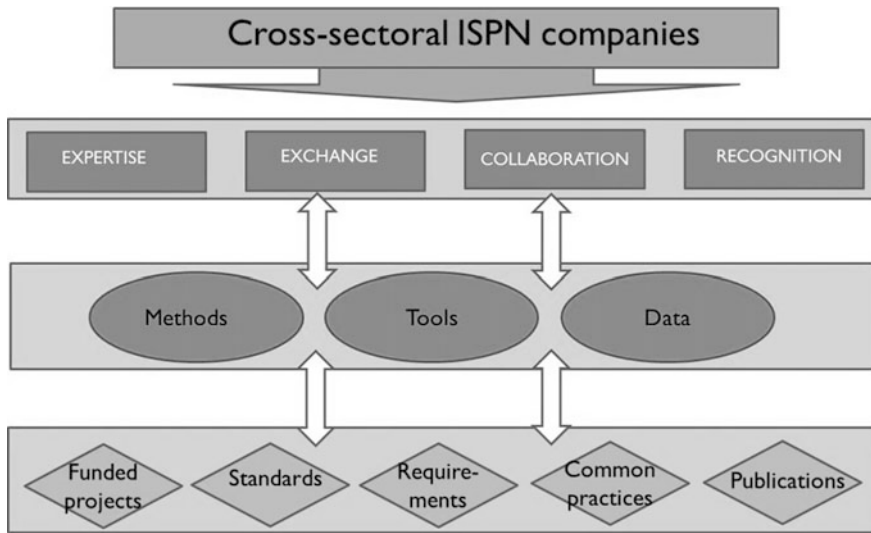 Cross-sectoral ISPN companies
EXPERTISE
EXCHANGE
COLLABORATION
RECOGNITION
Methods
Tools
Data
Funded
projects
Standards
Require-
ments
Common
practices
Publications